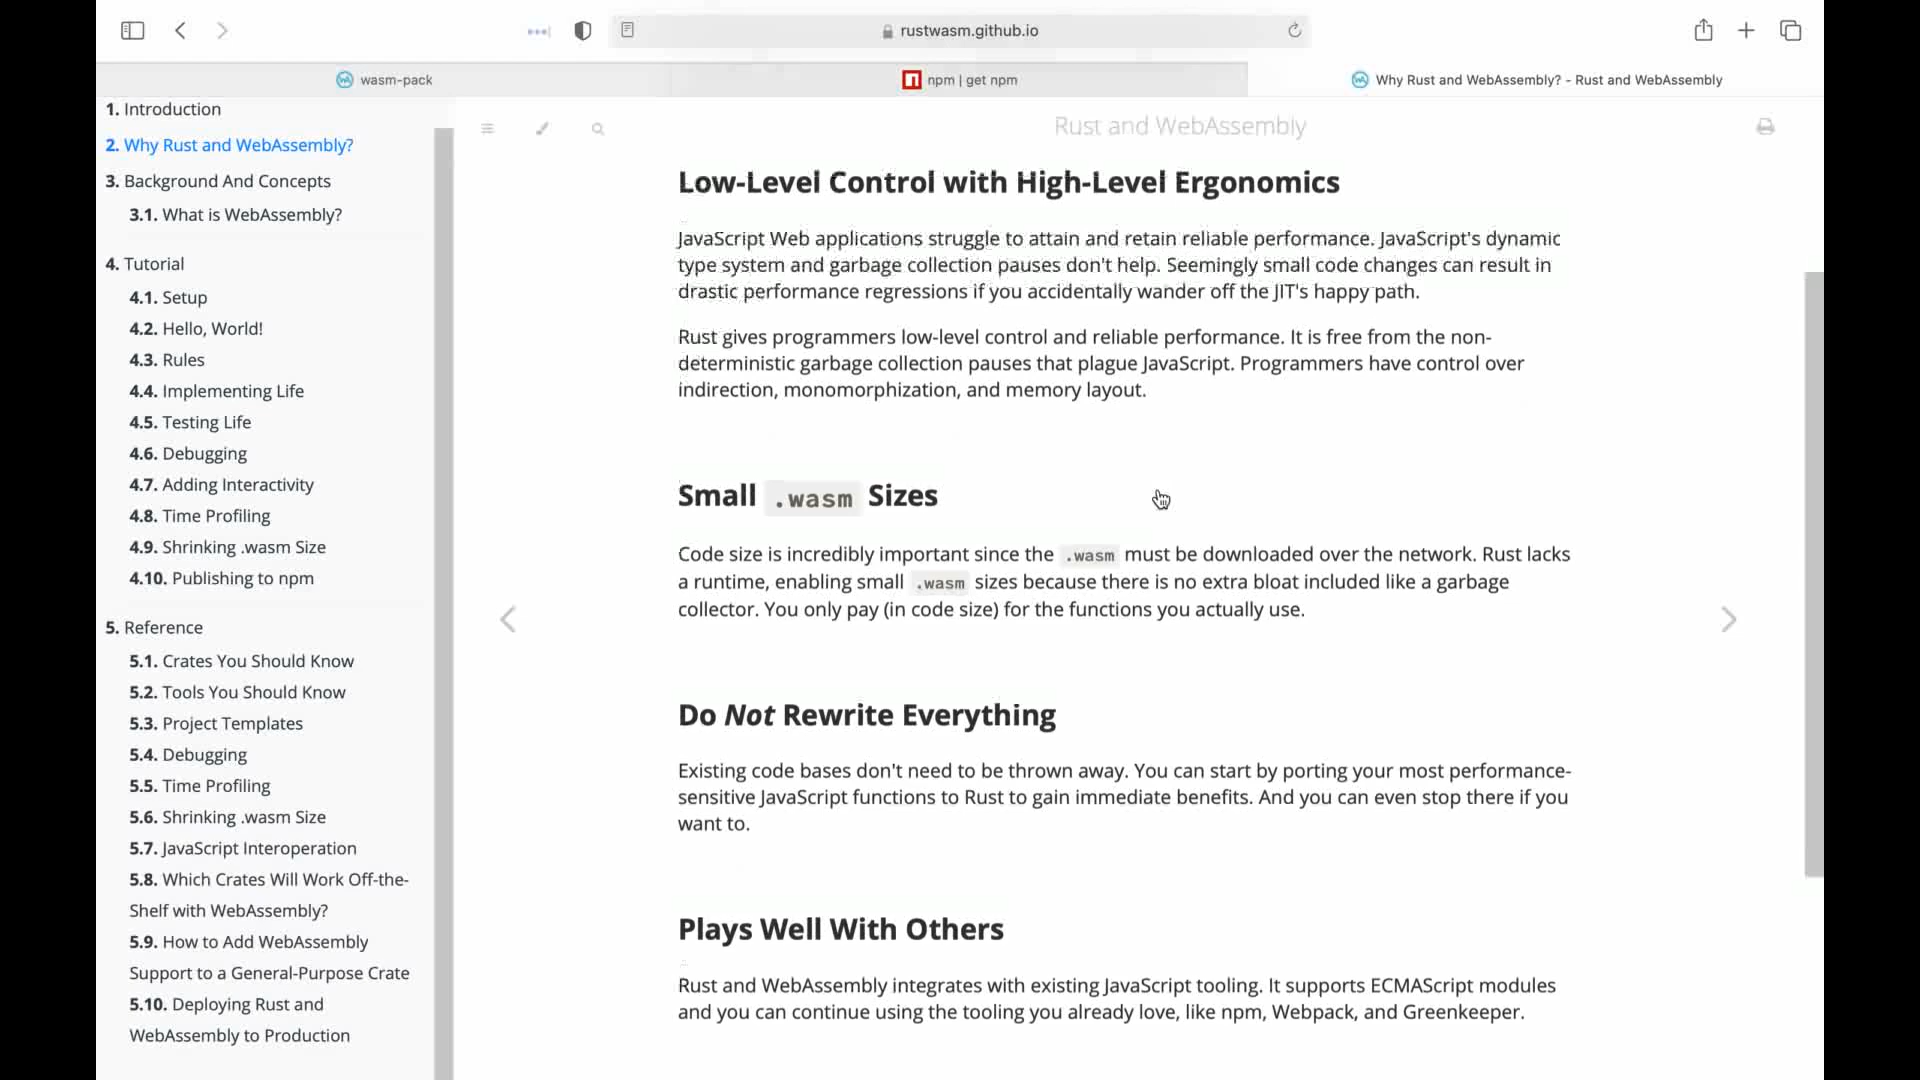 rustwasm.github.io
wasm-pack
npm | get npm
Why Rust and WebAssembly? - Rust and WebAssembly
1. Introduction
2. Why Rust and WebAssembly?
3. Background And Concepts
3.1. What is WebAssembly?
4. Tutorial
4.1. Setup
4.2. Hello, World!
4.3. Rules
4.4. Implementing Life
4.5. Testing Life
4.6. Debugging
4.7. Adding Interactivity
4.8. Time Profiling
4.9. Shrinking .wasm Size
4.10. Publishing to npm
5. Reference
5.1. Crates You Should Know
5.2. Tools You Should Know
5.3. Project Templates
5.4. Debugging
5.5. Time Profiling
5.6. Shrinking .wasm Size
5.7. JavaScript Interoperation
5.8. Which Crates Will Work Off-the-
Shelf with WebAssembly?
5.9. How to Add WebAssembly
Support to a General-Purpose Crate
5.10. Deploying Rust and
WebAssembly to Production
Rust and WebAssembly
Low-Level Control with High-Level Ergonomics
JavaScript Web applications struggle to attain and retain reliable performance. JavaScript's dynamic
type system and garbage collection pauses don't help. Seemingly small code changes can result in
drastic performance regressions if you accidentally wander off the JIT's happy path.
Rust gives programmers low-level control and reliable performance. It is free from the non-
deterministic garbage collection pauses that plague JavaScript. Programmers have control over
indirection, monomorphization, and memory layout.
Small .wasm Sizes
Code size is incredibly important since the .wasm must be downloaded over the network. Rust lacks
a runtime, enabling small .wasm sizes because there is no extra bloat included like a garbage
collector. You only pay (in code size) for the functions you actually use.
Do Not Rewrite Everything
Existing code bases don't need to be thrown away. You can start by porting your most performance-
sensitive JavaScript functions to Rust to gain immediate benefits. And you can even stop there if you
want to.
Plays Well With Others
Rust and WebAssembly integrates with existing JavaScript tooling. It supports ECMAScript modules
and you can continue using the tooling you already love, like npm, Webpack, and Greenkeeper.